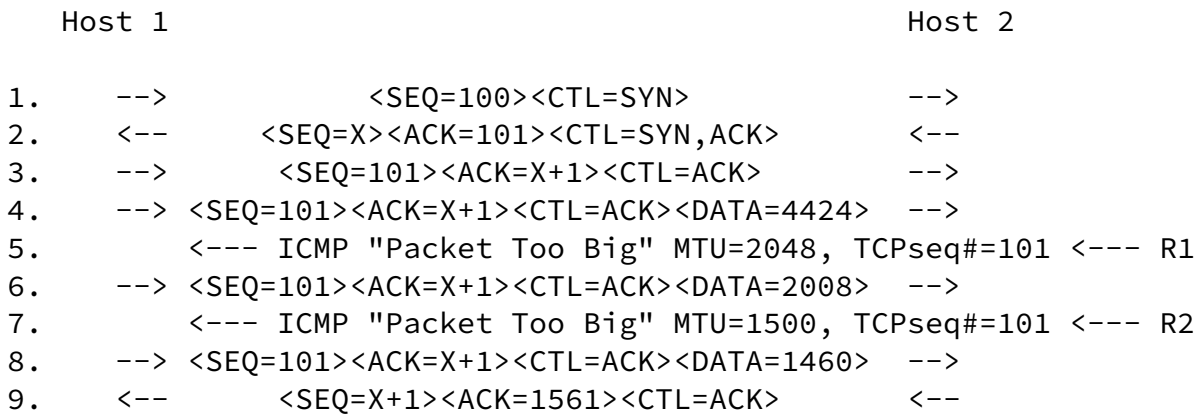 Host 1                                          Host 2
1.     -->             <SEQ=100><CTL=SYN>             -->
2.     <--      <SEQ=X><ACK=101><CTL=SYN,ACK>         <--
3.     -->       <SEQ=101><ACK=X+1><CTL=ACK>          -->
4.     --> <SEQ=101><ACK=X+1><CTL=ACK><DATA=4424>  -->
5.         <--- ICMP "Packet Too Big" MTU=2048, TCPseq#=101 <--- R1
6.     --> <SEQ=101><ACK=X+1><CTL=ACK><DATA=2008>  -->
7.         <--- ICMP "Packet Too Big" MTU=1500, TCPseq#=101 <--- R2
8.     --> <SEQ=101><ACK=X+1><CTL=ACK><DATA=1460>  -->
9.     <--       <SEQ=X+1><ACK=1561><CTL=ACK>         <--